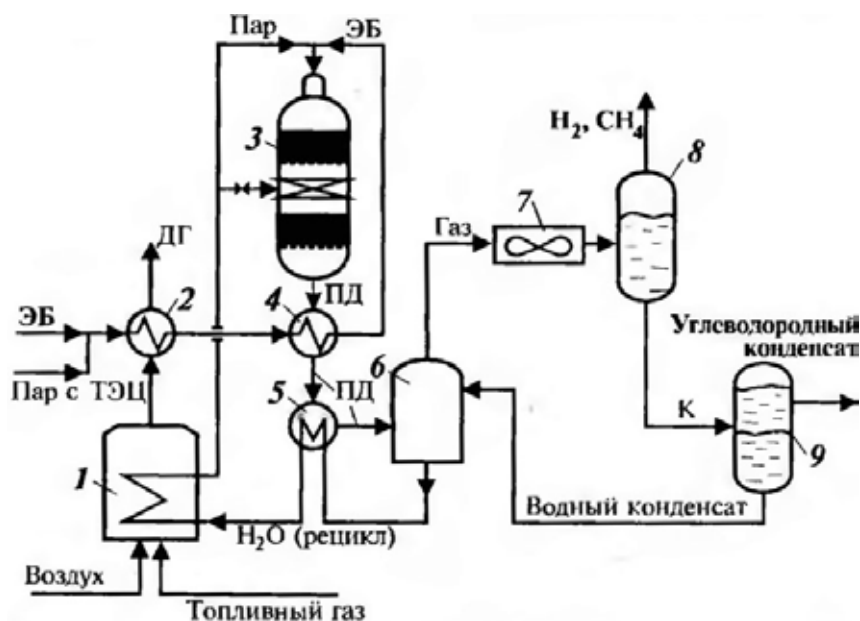 Пар
ЭБ
3
H₂, CH₄
8
7
Газ
ДГ
2
4
ПД
ЭБ
Пар с ТЭЦ
ПД
6
5
Углеволородный
конденсат
К
9
1
Водный конденсат
H₂O (рецикл)
Воздух
Топливный газ